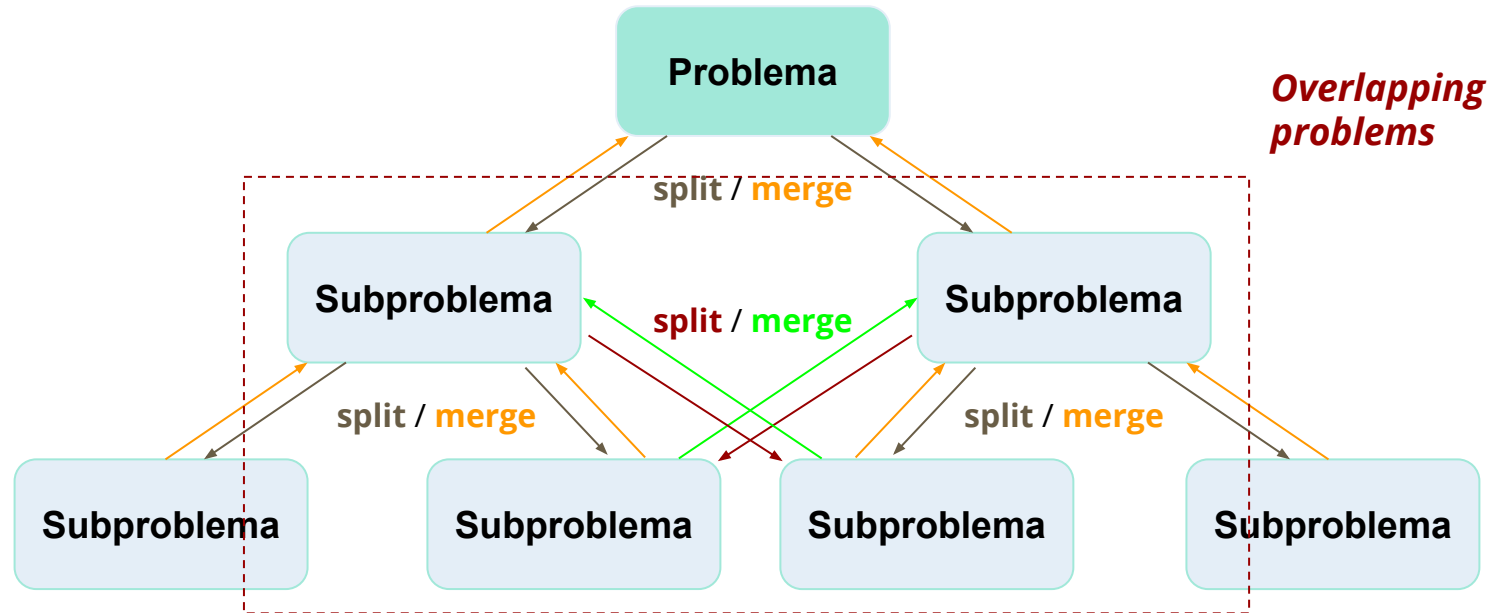 Problema
Overlapping
problems
split / merge
Subproblema
Subproblema
split / merge
split / merge
split / merge
Subproblema
Subproblema
Subproblema
Subproblema